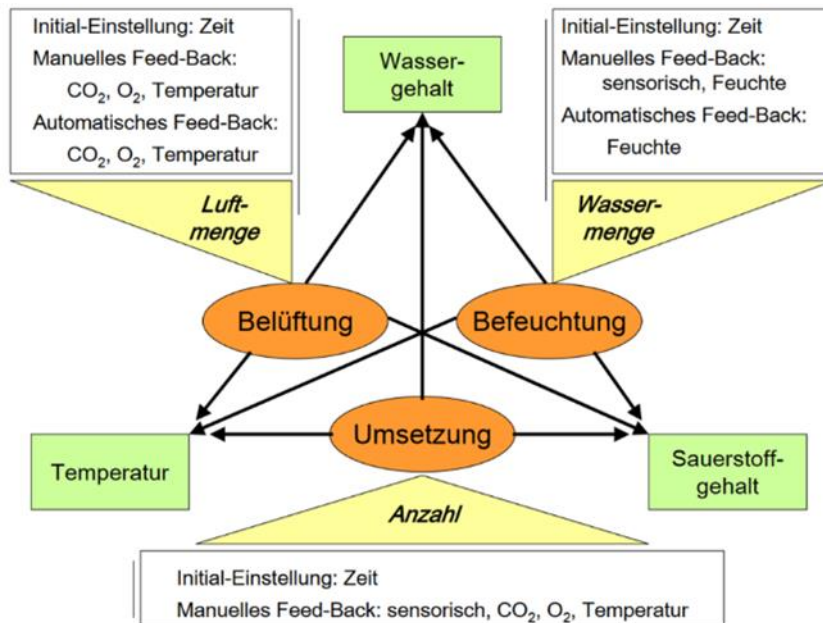 Initial-Einstellung: Zeit
Manuelles Feed-Back:
CO₂, O₂, Temperatur
Automatisches Feed-Back:
CO₂, O₂, Temperatur
Luft-
menge
Wasser-
gehalt
Initial-Einstellung: Zeit
Manuelles Feed-Back:
sensorisch, Feuchte
Automatisches Feed-Back:
Feuchte
Wasser-
menge
Belüftung
Befeuchtung
Umsetzung
Temperatur
Sauerstoff-
gehalt
Anzahl
Initial-Einstellung: Zeit
Manuelles Feed-Back: sensorisch, CO₂, O₂, Temperatur